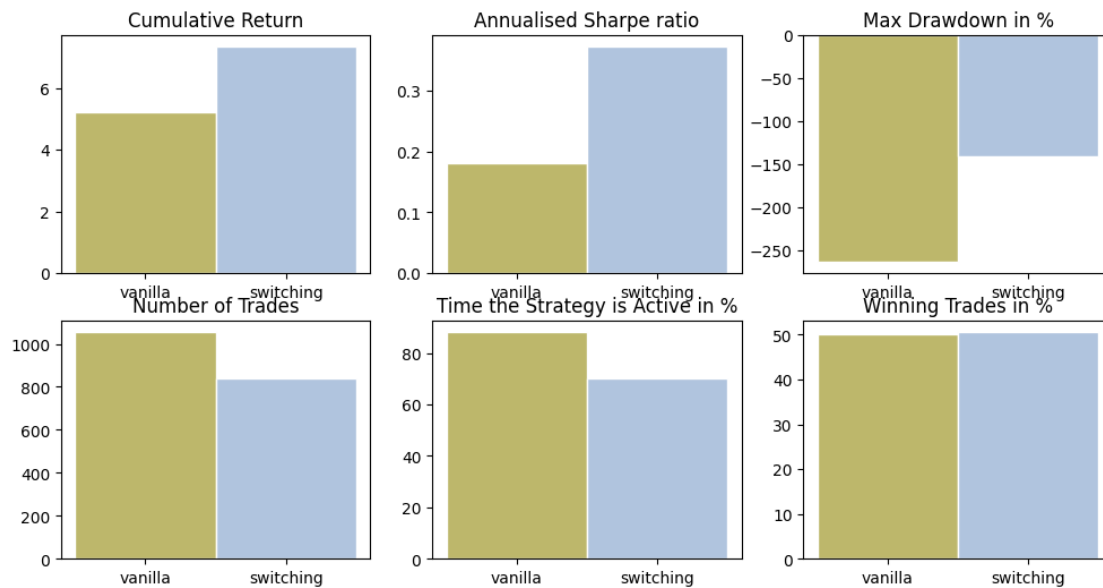 Cumulative Return
Annualised Sharpe ratio
Max Drawdown in %
6
4
2
0
vanilla
switching
0.3
0.2
0.1
0.0
vanilla
switching
0
−50
−100
−150
−200
−250
vanilla
switching
Number of Trades
Time the Strategy is Active in %
Winning Trades in %
1000
800
600
400
200
0
vanilla
switching
80
60
40
20
0
vanilla
switching
50
40
30
20
10
0
vanilla
switching